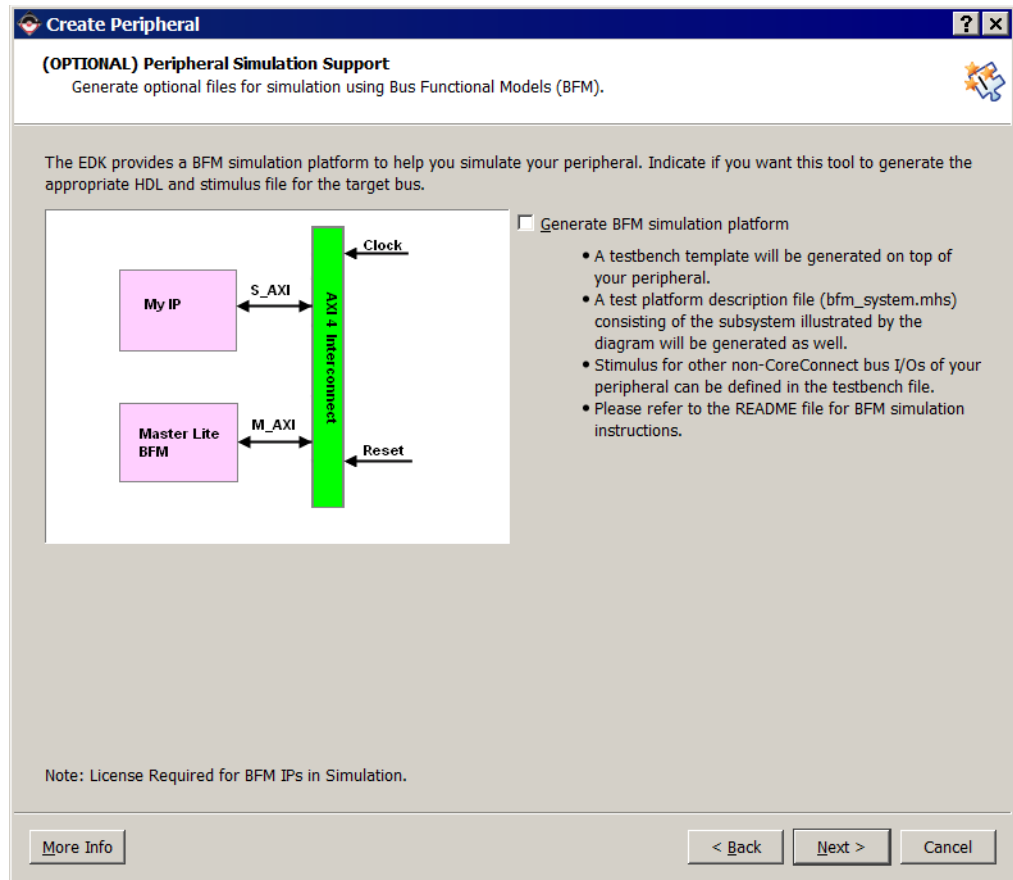 Create Peripheral
(OPTIONAL) Peripheral Simulation Support
Generate optional files for simulation using Bus Functional Models (BFM).
The EDK provides a BFM simulation platform to help you simulate your peripheral. Indicate if you want this tool to generate the
appropriate HDL and stimulus file for the target bus.
Clock
My IP
S_AXI
AXI 4 Interconnect
Master Lite
BFM
M_AXI
Reset
Generate BFM simulation platform
• A testbench template will be generated on top of
your peripheral.
• A test platform description file (bfm_system.mhs)
consisting of the subsystem illustrated by the
diagram will be generated as well.
• Stimulus for other non-CoreConnect bus I/Os of your
peripheral can be defined in the testbench file.
• Please refer to the README file for BFM simulation
instructions.
Note: License Required for BFM IPs in Simulation.
More Info
< Back
Next >
Cancel